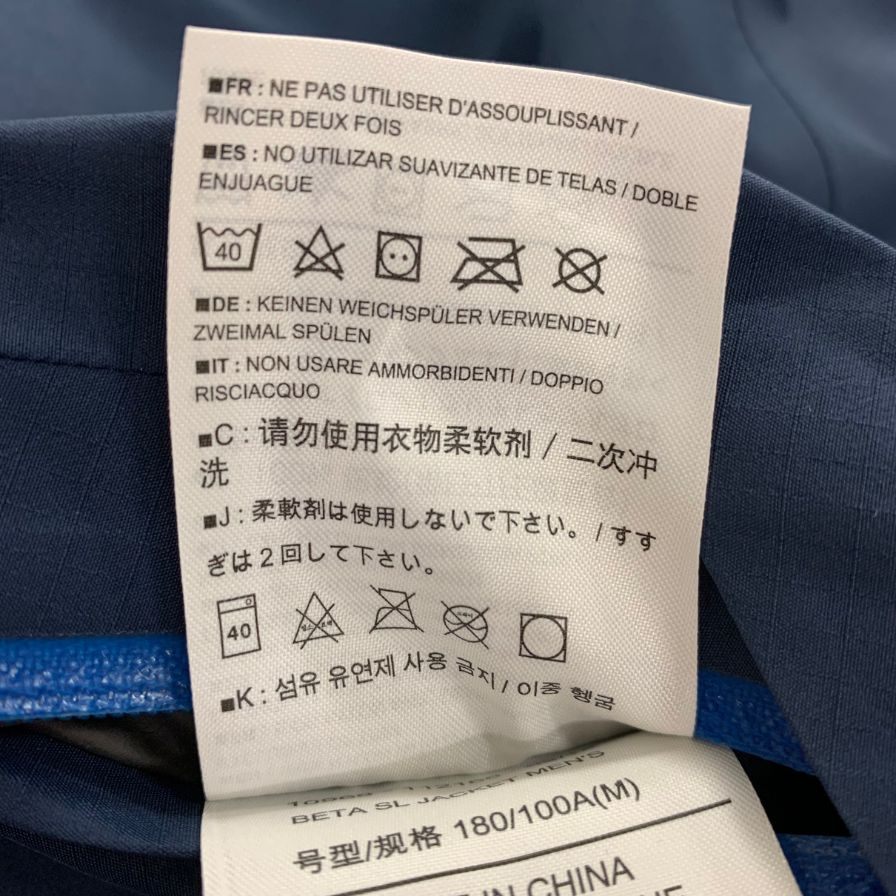 ■FR : NE PAS UTILISER D'ASSOUPLISSANT /
RINCER DEUX FOIS
■ES : NO UTILIZAR SUAVIZANTE DE TELAS / DOBLE
ENJUAGUE
40
■DE : KEINEN WEICHSPÜLER VERWENDEN /
ZWEIMAL SPÜLEN
■IT : NON USARE AMMORBIDENTI / DOPPIO
RISCIACQUO
■C : 请勿使用衣物柔软剂 / 二次冲
洗
■J : 柔軟剤は使用しないで下さい。/ すす
ぎは2回して下さい。
40
■K : 섬유 유연제 사용 금지 / 이중 헹굼
BETA SL JACKET MEN'S
号型/规格 180/100A(M)
IN CHINA